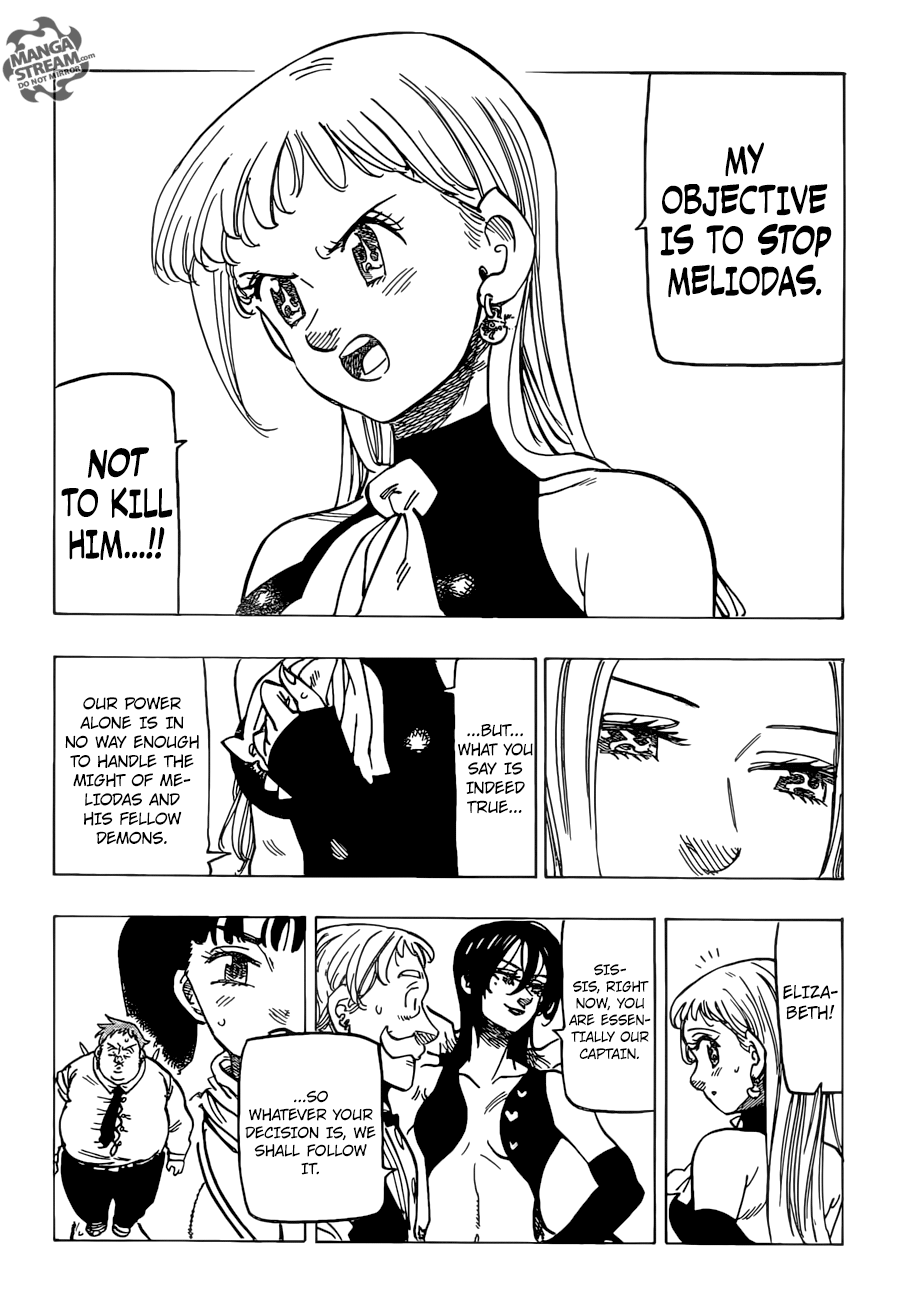 MANGA
STREAM.com
DO NOT MIRROR
MY
OBJECTIVE
IS TO STOP
MELIODAS.
NOT
TO KILL
HIM...!!
...BUT...
WHAT YOU
SAY IS
INDEED
TRUE...
OUR POWER
ALONE IS IN
NO WAY ENOUGH
TO HANDLE THE
MIGHT OF ME-
LIODAS AND
HIS FELLOW
DEMONS.
ELIZA-
BETH!
SIS-
SIS, RIGHT
NOW, YOU
ARE ESSEN-
TIALLY OUR
CAPTAIN.
...SO
WHATEVER YOUR
DECISION IS, WE
SHALL FOLLOW
IT.